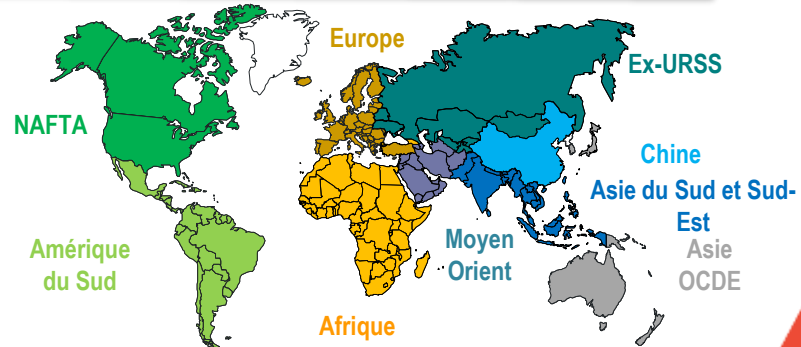 Europe
Ex-URSS
NAFTA
Chine
Asie du Sud et Sud-
Est
Amérique
du Sud
Moyen
Orient
Asie
OCDE
Afrique